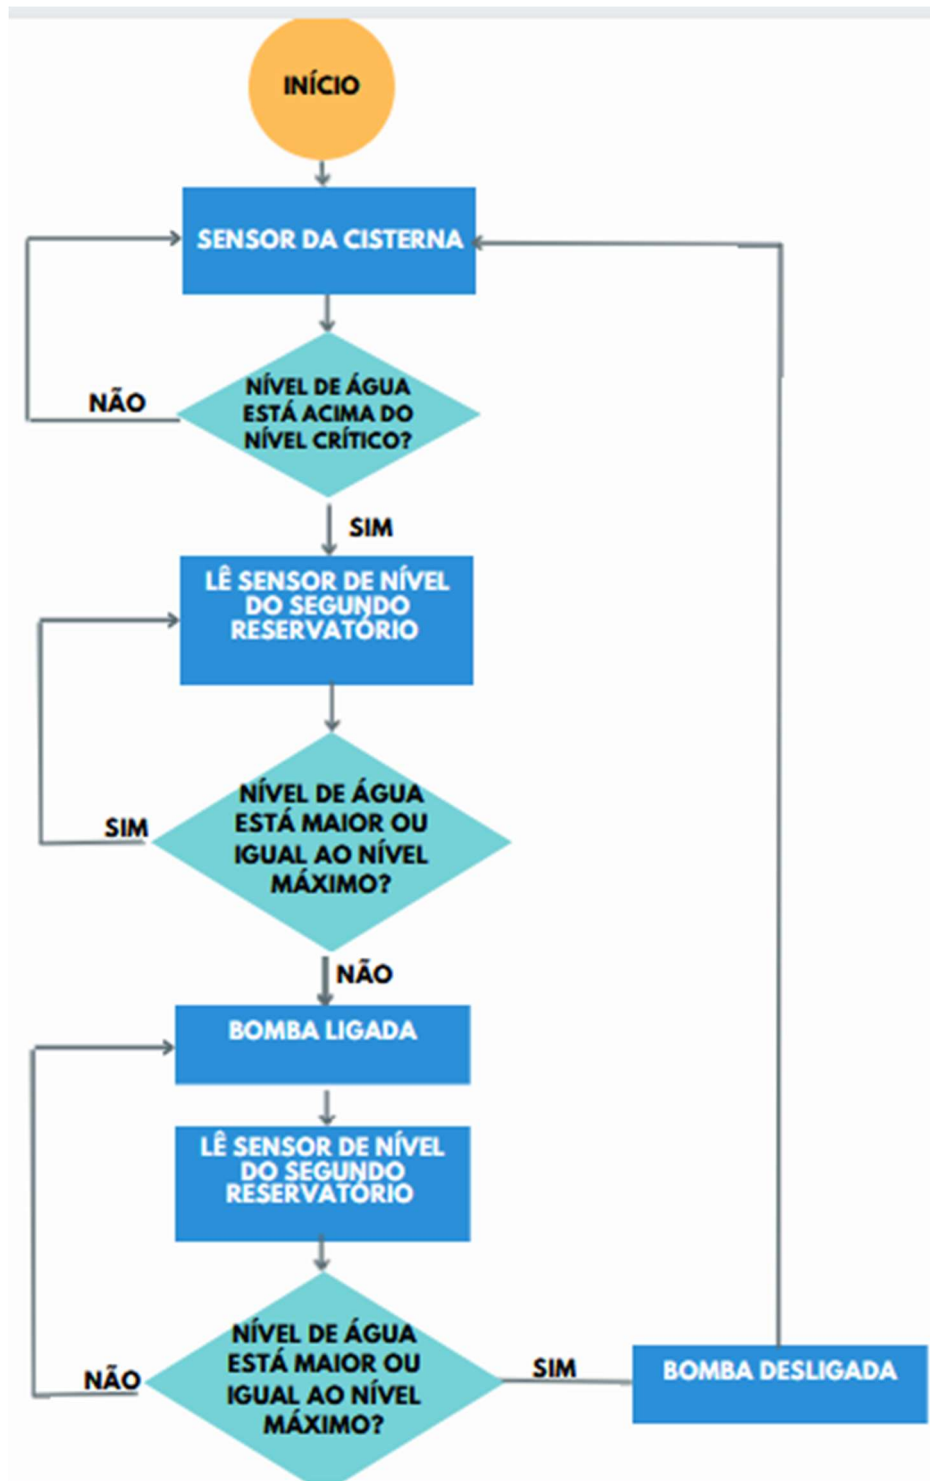 INÍCIO
SENSOR DA CISTERNA
NÍVEL DE ÁGUA
ESTÁ ACIMA DO
NÍVEL CRÍTICO?
NÃO
SIM
LÊ SENSOR DE NÍVEL
DO SEGUNDO
RESERVATÓRIO
NÍVEL DE ÁGUA
ESTÁ MAIOR OU
IGUAL AO NÍVEL
MÁXIMO?
SIM
NÃO
BOMBA LIGADA
LÊ SENSOR DE NÍVEL
DO SEGUNDO
RESERVATÓRIO
NÍVEL DE ÁGUA
ESTÁ MAIOR OU
IGUAL AO NÍVEL
MÁXIMO?
NÃO
SIM
BOMBA DESLIGADA